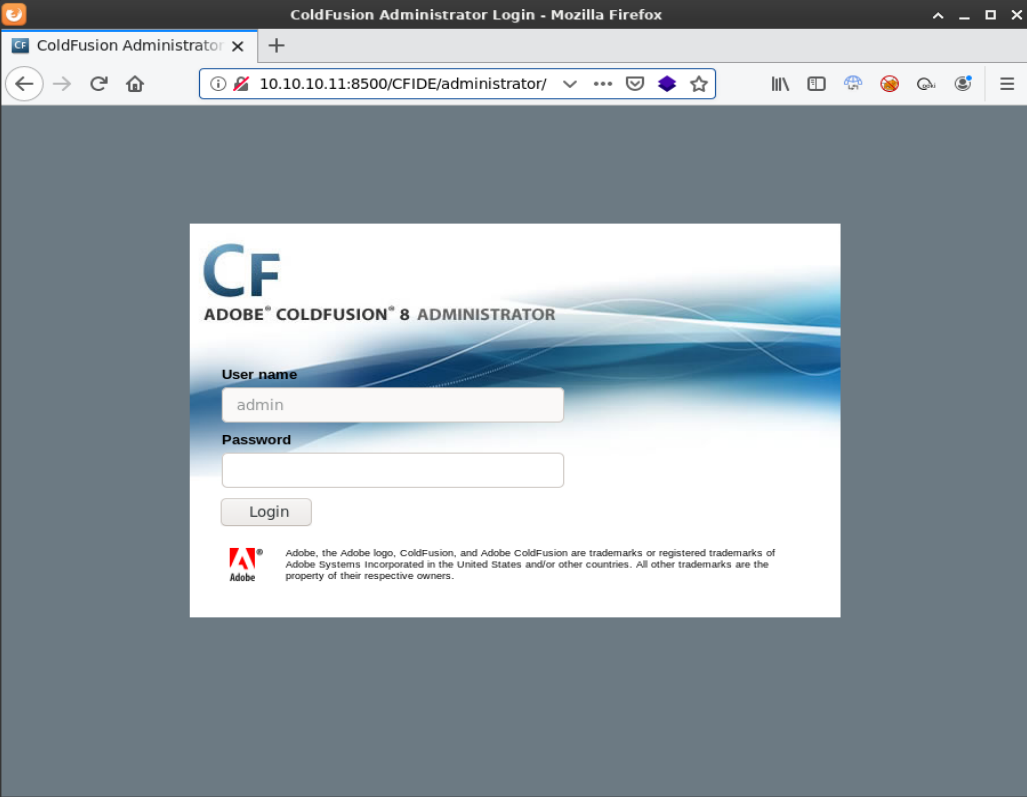 ColdFusion Administrator Login - Mozilla Firefox
CF ColdFusion Administrator
10.10.10.11:8500/CFIDE/administrator/
CF
ADOBE® COLDFUSION® 8 ADMINISTRATOR
User name
admin
Password
Login
Adobe, the Adobe logo, ColdFusion, and Adobe ColdFusion are trademarks or registered trademarks of
Adobe Systems Incorporated in the United States and/or other countries. All other trademarks are the
property of their respective owners.
®
Adobe